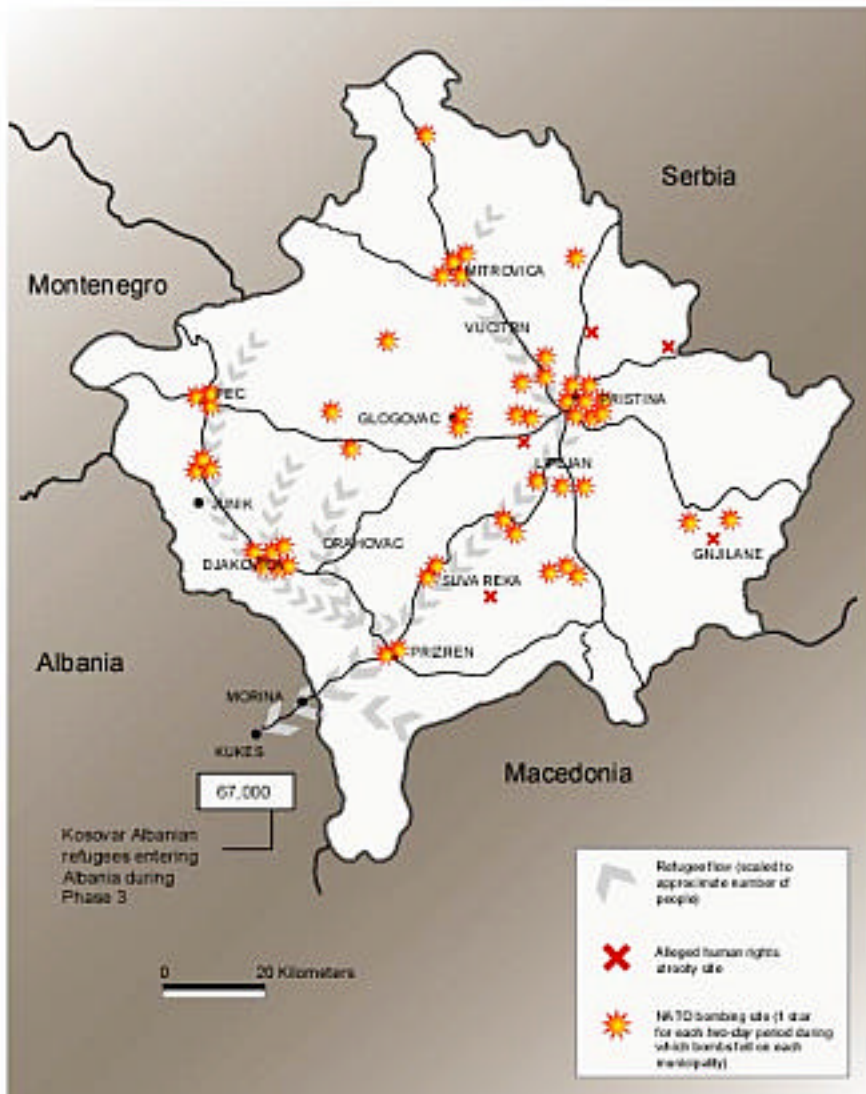 Serbia
Montenegro
MITROVICA
VUCITRN
PEC
GLOGOVAC
PRISTINA
LIPLJAN
JUNIK
ORAHOVAC
DJAKOVICA
GNJILANE
SUVA REKA
Albania
PRIZREN
MORINA
KUKES
Macedonia
67,000
Kosovar Albanian
refugees entering
Albania during
Phase 3
0 20 Kilometers
Refugee flow (scaled to
approximate number of
people)
Alleged human rights
atrocity site
NATO bombing site (1 star
for each two-day period during
which bombs fell on each
municipality)